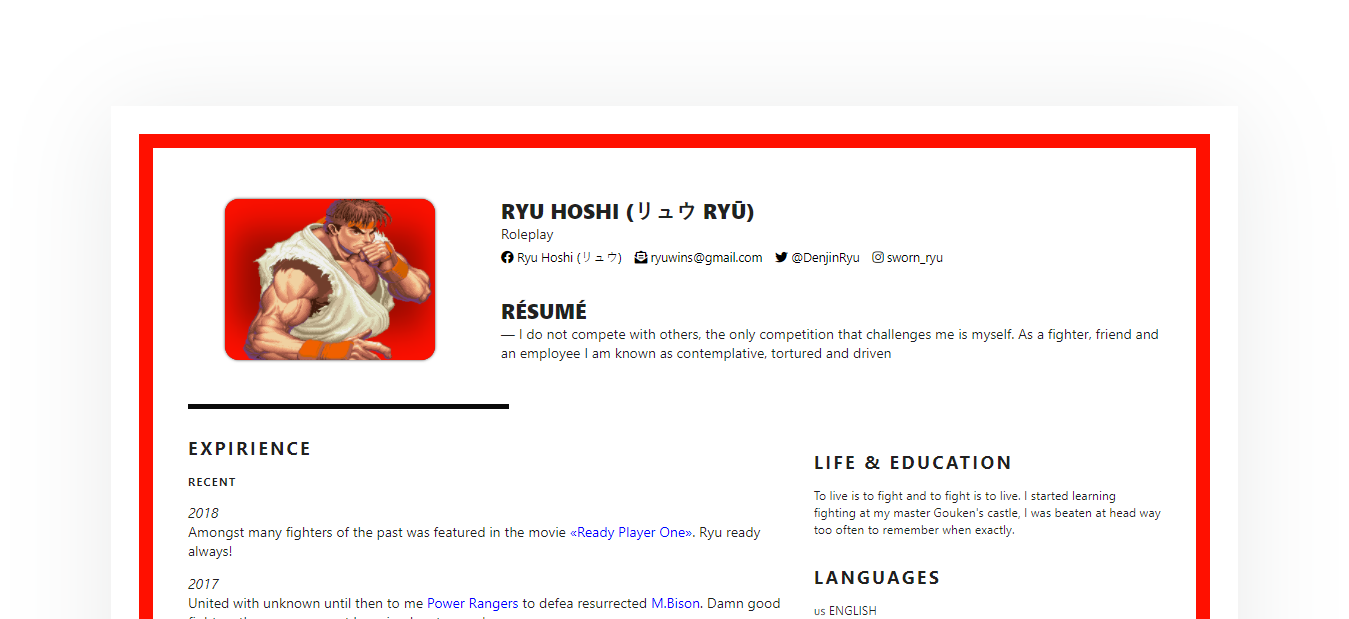 RYU HOSHI (リュウ RYŪ)
Roleplay
Ryu Hoshi (リュウ) ryuwins@gmail.com @DenjinRyu sworn_ryu
RÉSUMÉ
— I do not compete with others, the only competition that challenges me is myself. As a fighter, friend and
an employee I am known as contemplative, tortured and driven
EXPIRIENCE
RECENT
2018
Amongst many fighters of the past was featured in the movie «Ready Player One». Ryu ready
always!
2017
United with unknown until then to me Power Rangers to defea resurrected M.Bison. Damn good
LIFE & EDUCATION
To live is to fight and to fight is to live. I started learning
fighting at my master Gouken's castle, I was beaten at head way
too often to remember when exactly.
LANGUAGES
us ENGLISH